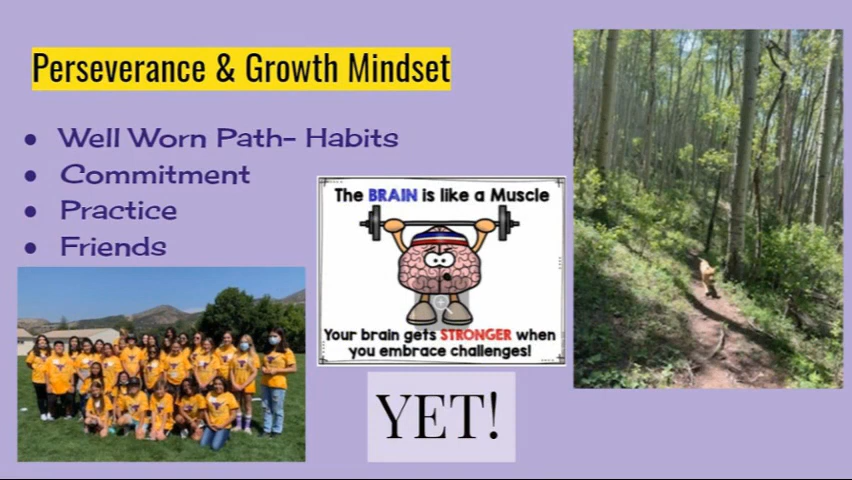 Perseverance & Growth Mindset
Well Worn Path- Habits
Commitment
Practice
Friends
The BRAIN is like a Muscle
Your brain gets STRONGER when
you embrace challenges!
YET!